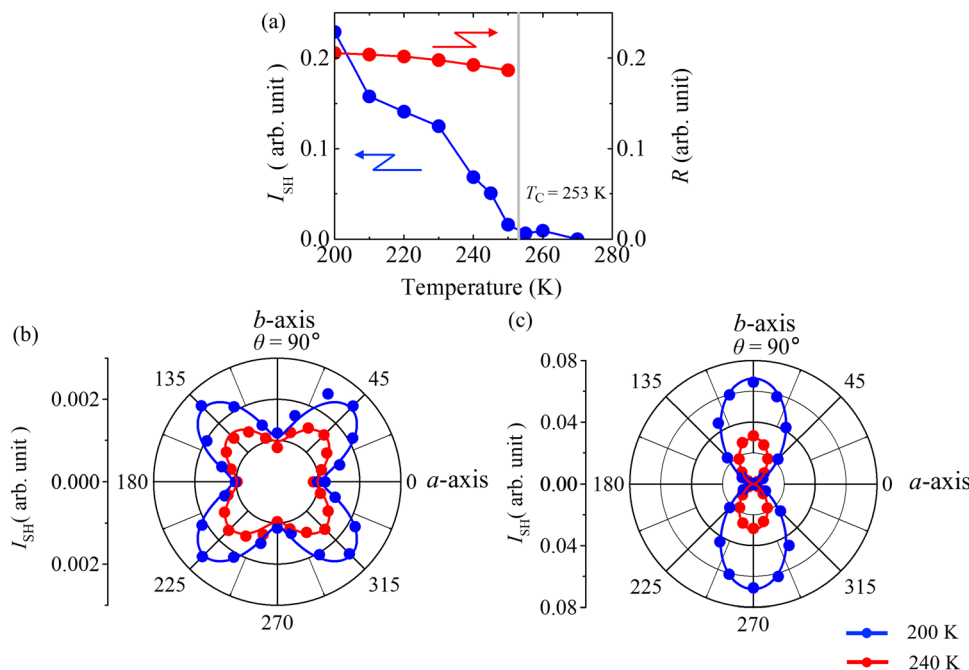 (a)
0.2
0.1
0.0
I_SH ( arb. unit )
0.2
0.1
0.0
R (arb. unit)
T_C = 253 K
200 220 240 260 280
Temperature (K)
(b)
b-axis
θ = 90°
135
45
180
0
a-axis
225
315
270
0.002
0.000
0.002
I_SH ( arb. unit )
(c)
b-axis
θ = 90°
135
45
180
0
a-axis
225
315
270
0.08
0.04
0.00
0.04
0.08
I_SH ( arb. unit )
200 K
240 K